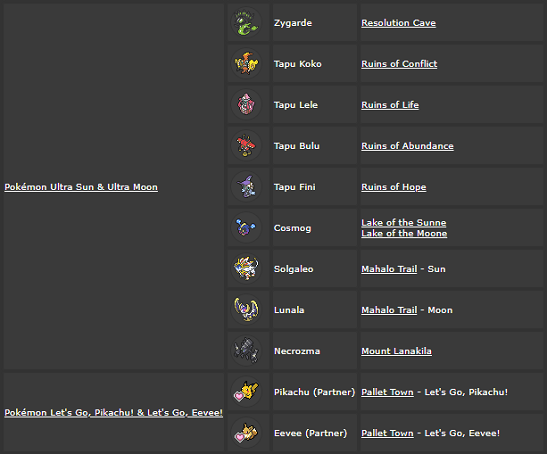 Zygarde Resolution Cave
Tapu Koko Ruins of Conflict
Tapu Lele Ruins of Life
Tapu Bulu Ruins of Abundance
Pokémon Ultra Sun & Ultra Moon Tapu Fini Ruins of Hope
Cosmog Lake of the Sunne
Lake of the Moone
Solgaleo Mahalo Trail - Sun
Lunala Mahalo Trail - Moon
Necrozma Mount Lanakila
Pikachu (Partner) Pallet Town - Let's Go, Pikachu!
Pokémon Let's Go, Pikachu! & Let's Go, Eevee!
Eevee (Partner) Pallet Town - Let's Go, Eevee!